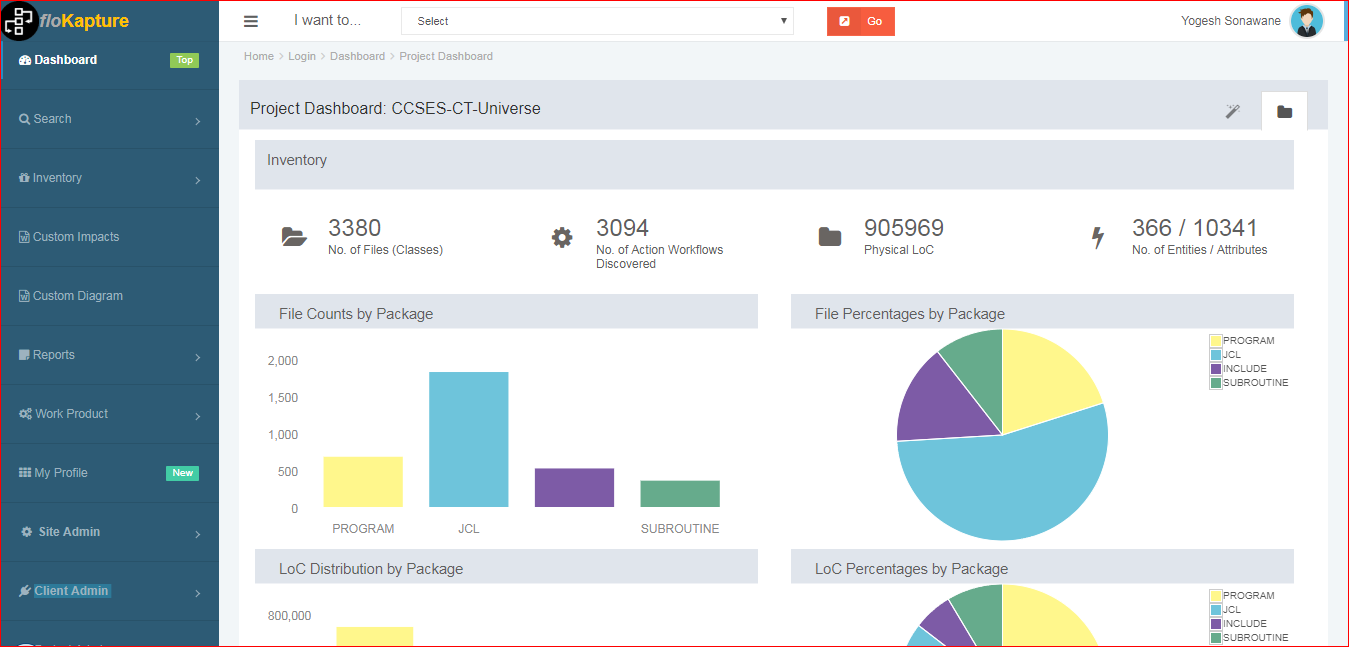 floKapture
I want to...
Select
Go
Yogesh Sonawane
Dashboard
Top
Search
Inventory
Custom Impacts
Custom Diagram
Reports
Work Product
My Profile
New
Site Admin
Client Admin
Home > Login > Dashboard > Project Dashboard
Project Dashboard: CCSES-CT-Universe
Inventory
3380
No. of Files (Classes)
3094
No. of Action Workflows
Discovered
905969
Physical LoC
366 / 10341
No. of Entities / Attributes
File Counts by Package
2,000
1,500
1,000
500
0
PROGRAM
JCL
SUBROUTINE
File Percentages by Package
PROGRAM
JCL
INCLUDE
SUBROUTINE
LoC Distribution by Package
800,000
LoC Percentages by Package
PROGRAM
JCL
INCLUDE
SUBROUTINE